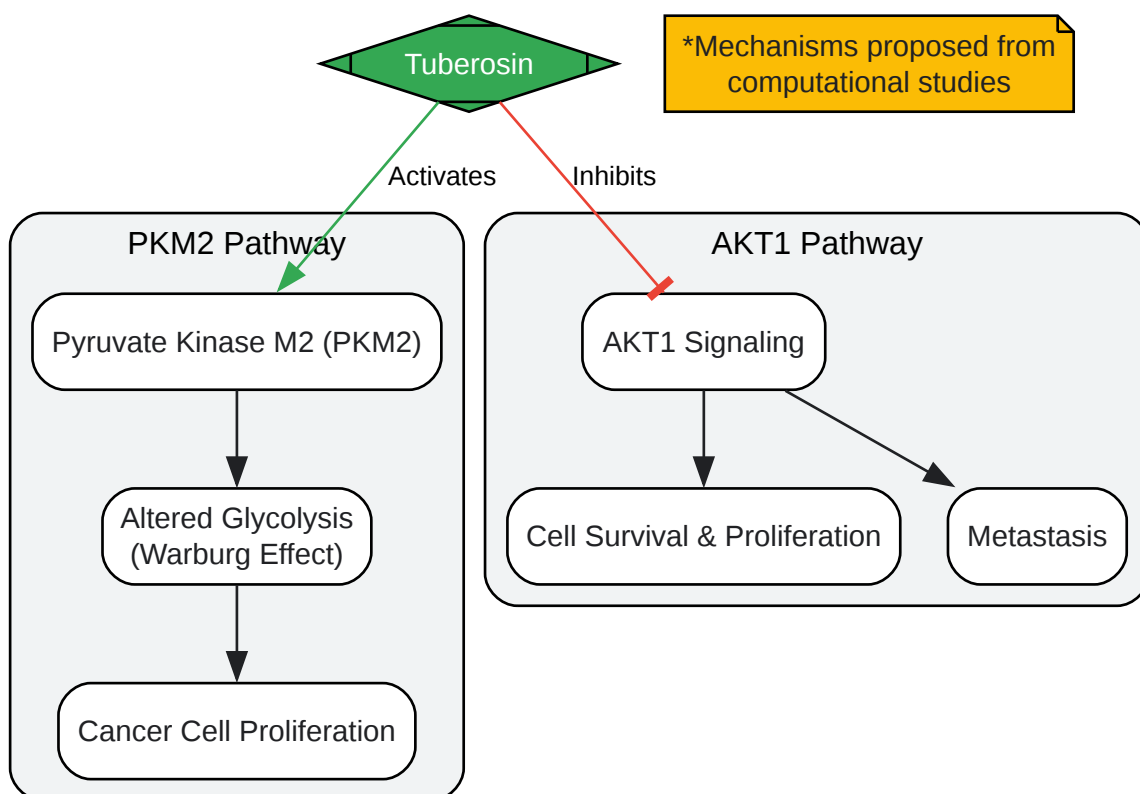 Tuberosin
*Mechanisms proposed from
computational studies
Activates
Inhibits
PKM2 Pathway
Pyruvate Kinase M2 (PKM2)
Altered Glycolysis
(Warburg Effect)
Cancer Cell Proliferation
AKT1 Pathway
AKT1 Signaling
Cell Survival & Proliferation
Metastasis